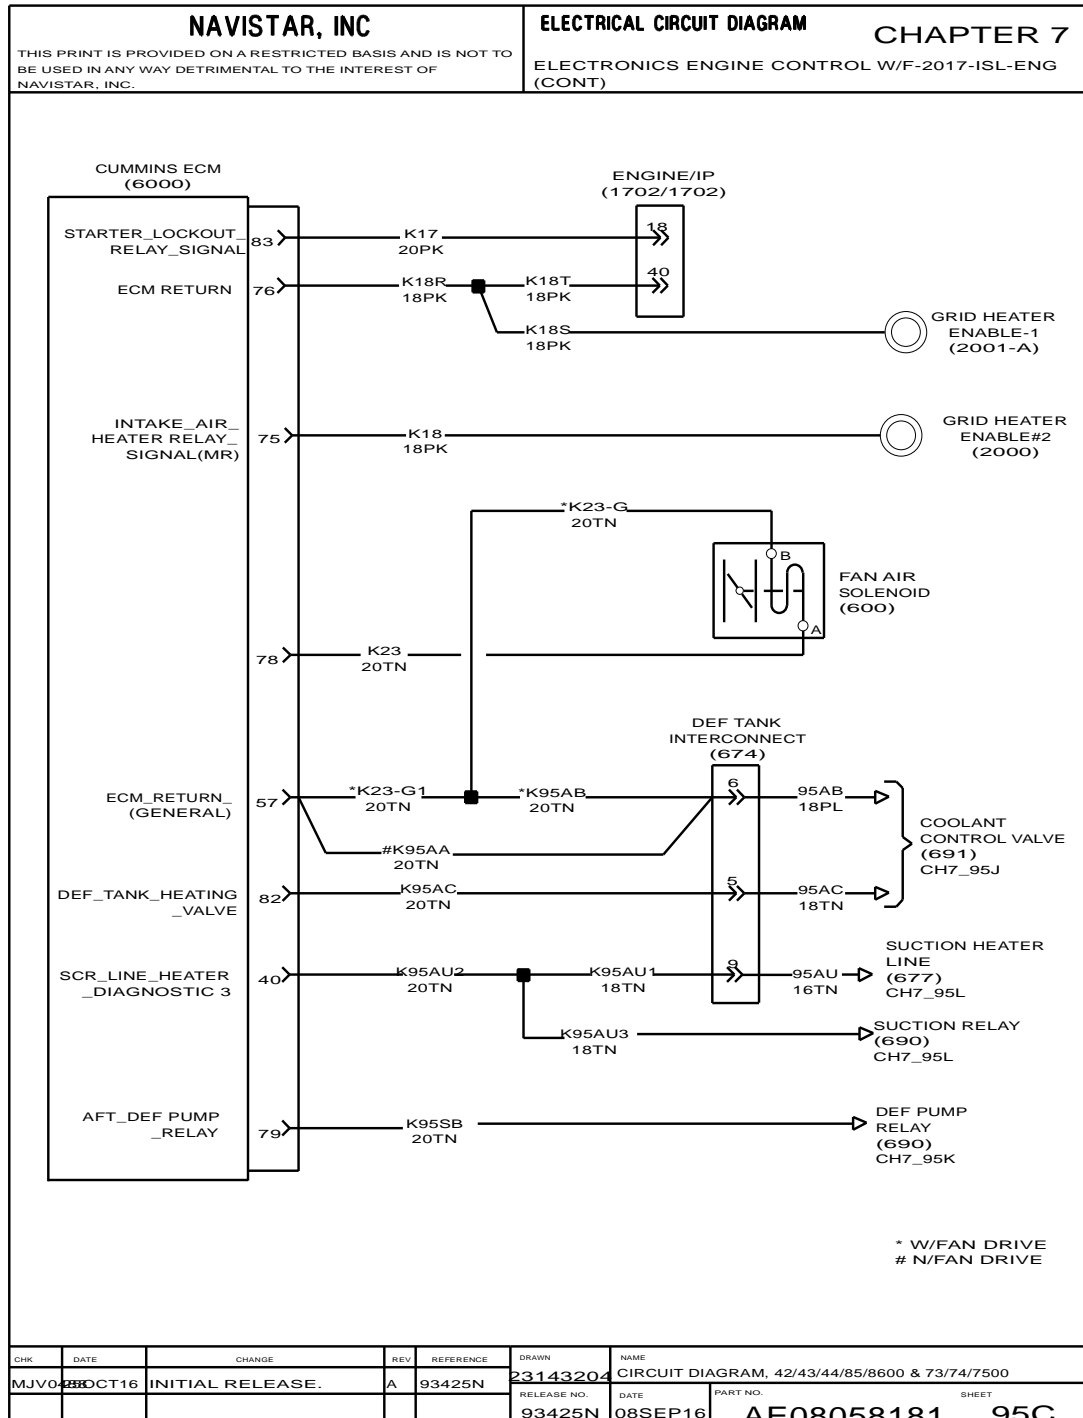 NAVISTAR, INC
THIS PRINT IS PROVIDED ON A RESTRICTED BASIS AND IS NOT TO
BE USED IN ANY WAY DETRIMENTAL TO THE INTEREST OF
NAVISTAR, INC.
ELECTRICAL CIRCUIT DIAGRAM
CHAPTER 7
ELECTRONICS ENGINE CONTROL W/F-2017-ISL-ENG
(CONT)
CUMMINS ECM
(6000)
ENGINE/IP
(1702/1702)
STARTER_LOCKOUT_
RELAY_SIGNAL
83
K17
20PK
18
ECM RETURN
76
K18R
18PK
K18T
18PK
40
K18S
18PK
GRID HEATER
ENABLE-1
(2001-A)
INTAKE_AIR_
HEATER RELAY_
SIGNAL(MR)
75
K18
18PK
GRID HEATER
ENABLE#2
(2000)
*K23-G
20TN
B
FAN AIR
SOLENOID
(600)
A
78
K23
20TN
DEF TANK
INTERCONNECT
(674)
ECM_RETURN_
(GENERAL)
57
*K23-G1
20TN
*K95AB
20TN
6
95AB
18PL
#K95AA
20TN
COOLANT
CONTROL VALVE
(691)
CH7_95J
DEF_TANK_HEATING
_VALVE
82
K95AC
20TN
5
95AC
18TN
SCR_LINE_HEATER
_DIAGNOSTIC 3
40
K95AU2
20TN
K95AU1
18TN
9
95AU
16TN
SUCTION HEATER
LINE
(677)
CH7_95L
K95AU3
18TN
SUCTION RELAY
(690)
CH7_95L
AFT_DEF PUMP
_RELAY
79
K95SB
20TN
DEF PUMP
RELAY
(690)
CH7_95K
* W/FAN DRIVE
# N/FAN DRIVE
CHK DATE CHANGE REV REFERENCE
INITIAL RELEASE. A 93425N
DRAWN
23143204
NAME
CIRCUIT DIAGRAM, 42/43/44/85/8600 & 73/74/7500
RELEASE NO.
93425N
DATE
08SEP16
PART NO.
AE08058181
SHEET
95C